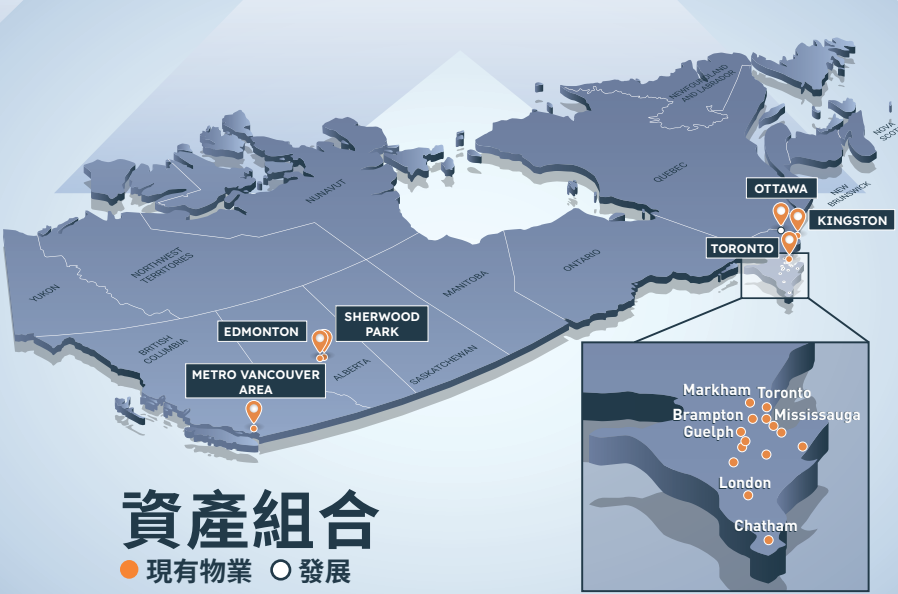 NEWFOUNDLAND
AND LABRADOR
NOVA
QUEBEC
NEW
BRUNSWICK
NUNAVUT
OTTAWA
KINGSTON
TORONTO
NORTHWEST
TERRITORIES
YUKON
ONTARIO
MANITOBA
BRITISH
COLUMBIA
EDMONTON
SHERWOOD
PARK
ALBERTA
SASKATCHEWAN
METRO VANCOUVER
AREA
Markham
Toronto
Brampton
Mississauga
Guelph
London
Chatham
資產組合
現有物業
發展